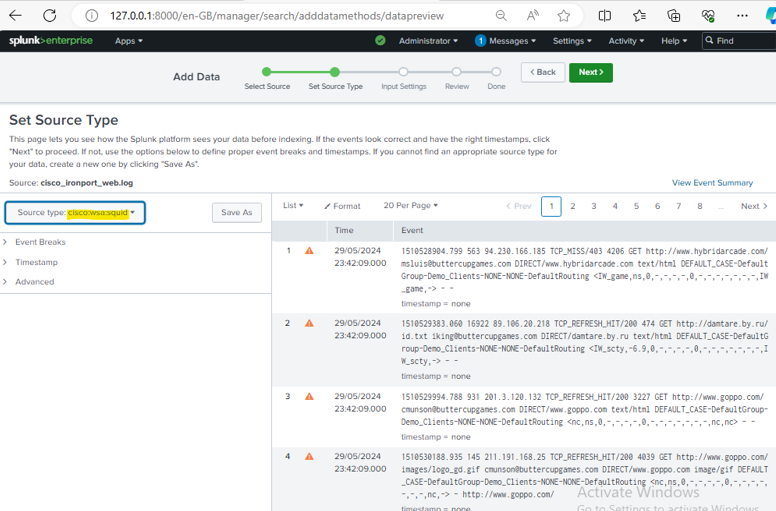 127.0.0.1:8000/en-GB/manager/search/adddatamethods/datapreview
splunk>enterprise Apps Administrator 1 Messages Settings Activity Help Find
Add Data
Select Source Set Source Type Input Settings Review Done
< Back Next >
Set Source Type
This page lets you see how the Splunk platform sees your data before indexing. If the events look correct and have the right timestamps, click
"Next" to proceed. If not, use the options below to define proper event breaks and timestamps. If you cannot find an appropriate source type for
your data, create a new one by clicking "Save As".
Source: cisco_ironport_web.log
View Event Summary
Source type: cisco:wsa:squid
Save As
Event Breaks
Timestamp
Advanced
List Format 20 Per Page < Prev 1 2 3 4 5 6 7 8 ... Next >
Time Event
1 29/05/2024
23:42:09.000
1510528904.799 563 94.230.166.185 TCP_MISS/403 4206 GET http://www.hybridarcade.com/
msluis@buttercupgames.com DIRECT/www.hybridarcade.com text/html DEFAULT_CASE-Default
Group-Demo_Clients-NONE-NONE-DefaultRouting <IW_game,ns,0,-,-,-,-,0,-,-,-,-,-,-,-,IW
_game,-> - -
timestamp = none
2 29/05/2024
23:42:09.000
1510529383.060 16922 89.106.20.218 TCP_REFRESH_HIT/200 474 GET http://damtare.by.ru/
id.txt iking@buttercupgames.com DIRECT/damtare.by.ru text/html DEFAULT_CASE-DefaultG
roup-Demo_Clients-NONE-NONE-DefaultRouting <IW_scty,-6.9,0,-,-,-,-,0,-,-,-,-,-,-,-,I
W_scty,-> - -
timestamp = none
3 29/05/2024
23:42:09.000
1510529994.788 931 201.3.120.132 TCP_REFRESH_HIT/200 3227 GET http://www.goppo.com/
cmunson@buttercupgames.com DIRECT/www.goppo.com text/html DEFAULT_CASE-DefaultGroup-
Demo_Clients-NONE-NONE-DefaultRouting <nc,ns,0,-,-,-,-,0,-,-,-,-,-,-,-,nc,nc> - -
timestamp = none
4 29/05/2024
23:42:09.000
1510530188.935 145 211.191.168.25 TCP_REFRESH_HIT/200 4039 GET http://www.goppo.com/
images/logo_gd.gif cmunson@buttercupgames.com DIRECT/www.goppo.com image/gif DEFAULT
_CASE-DefaultGroup-Demo_Clients-NONE-NONE-DefaultRouting <nc,ns,0,-,-,-,-,0,-,-,-,-,
-,-,-,nc,-> - http://www.goppo.com/
timestamp = none
Activate Windows
Go to Settings to activate Windows.